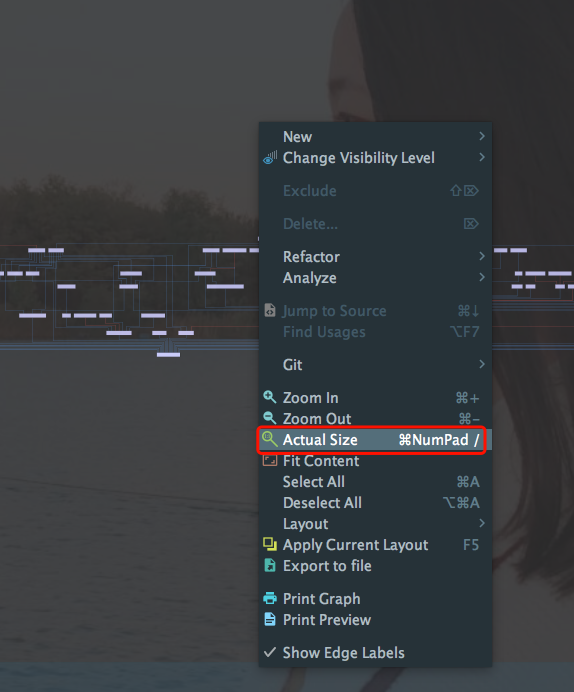 New
Change Visibility Level
Exclude ⇧⌦
Delete... ⌦
Refactor
Analyze
Jump to Source ⌘↓
Find Usages ⌥F7
Git
Zoom In ⌘+
Zoom Out ⌘−
Actual Size ⌘NumPad /
Fit Content
Select All ⌘A
Deselect All ⌥⌘A
Layout
Apply Current Layout F5
Export to file
Print Graph
Print Preview
Show Edge Labels